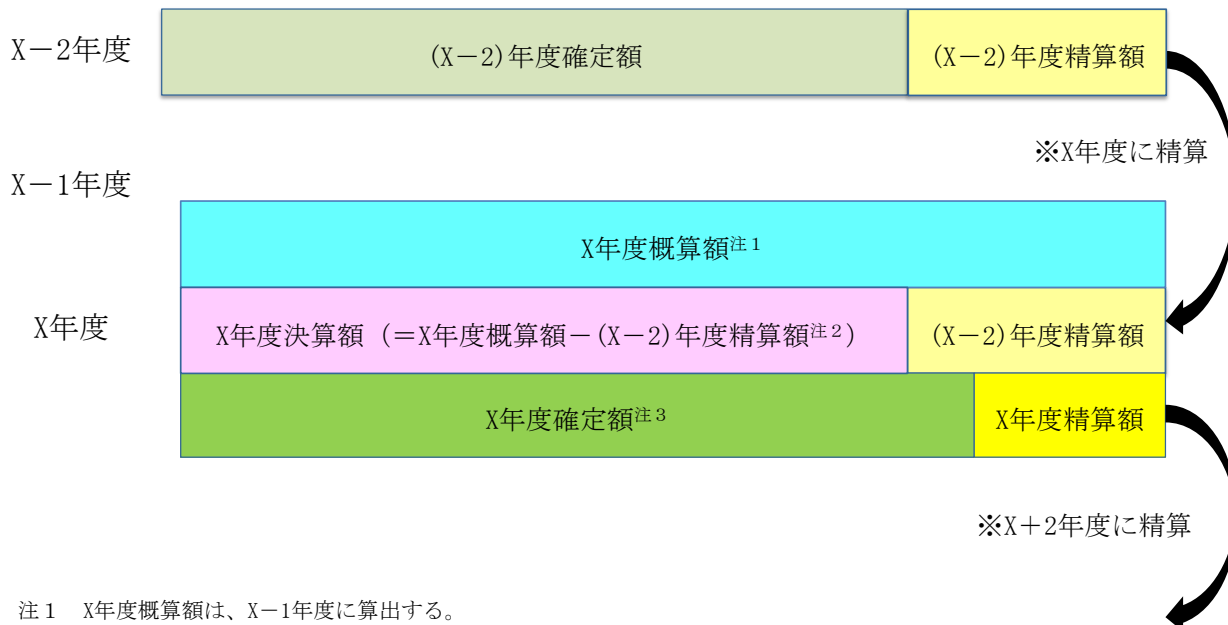 X－2年度
(X－2)年度確定額
(X－2)年度精算額
※X年度に精算
X－1年度
X年度概算額注１
X年度
X年度決算額（＝X年度概算額－(X－2)年度精算額注２）
(X－2)年度精算額
X年度確定額注３
X年度精算額
※X＋2年度に精算
注１　X年度概算額は、X－1年度に算出する。